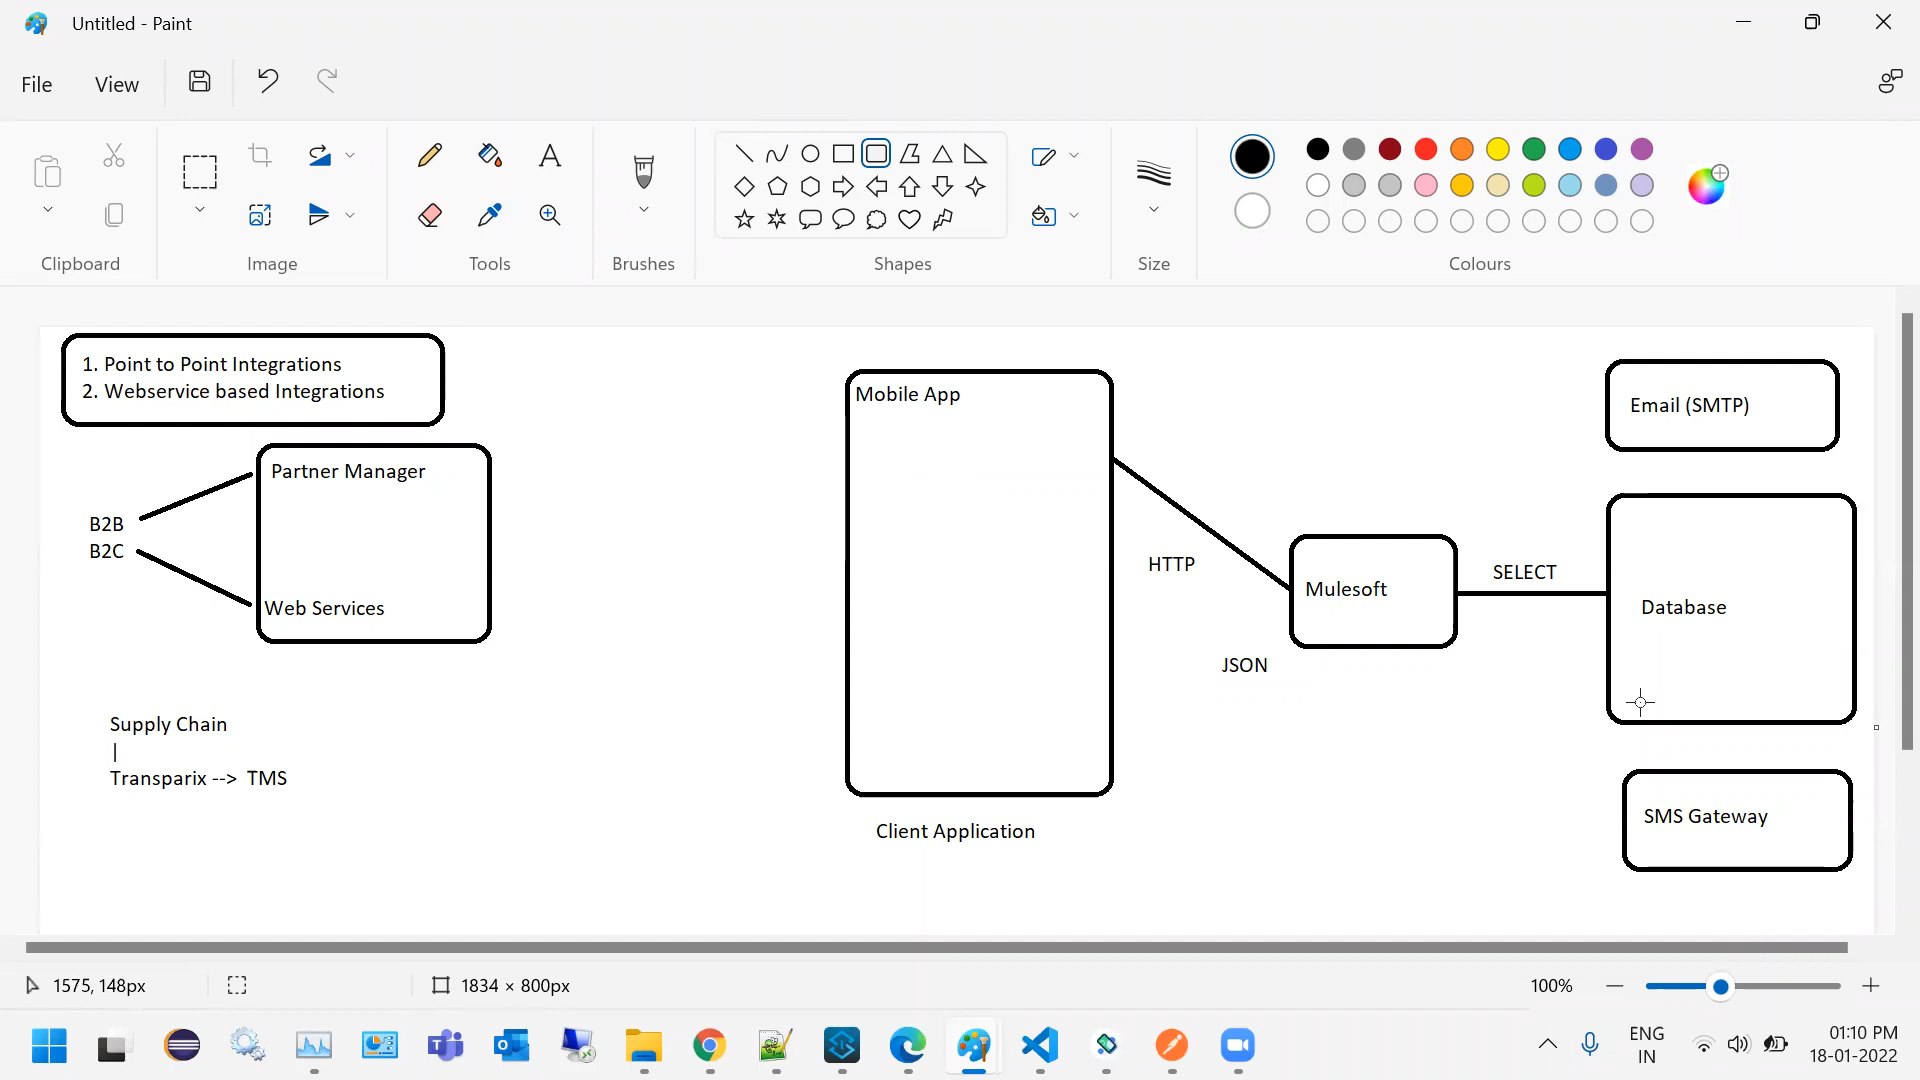 Untitled - Paint
File
View
Clipboard
Image
Tools
Brushes
Shapes
Size
Colours
1. Point to Point Integrations
2. Webservice based Integrations
Partner Manager
B2B
B2C
Web Services
Supply Chain
|
Transparix --> TMS
Mobile App
Client Application
HTTP
JSON
Mulesoft
SELECT
Email (SMTP)
Database
SMS Gateway
1575, 148px
1834 × 800px
100%
ENG
IN
01:10 PM
18-01-2022